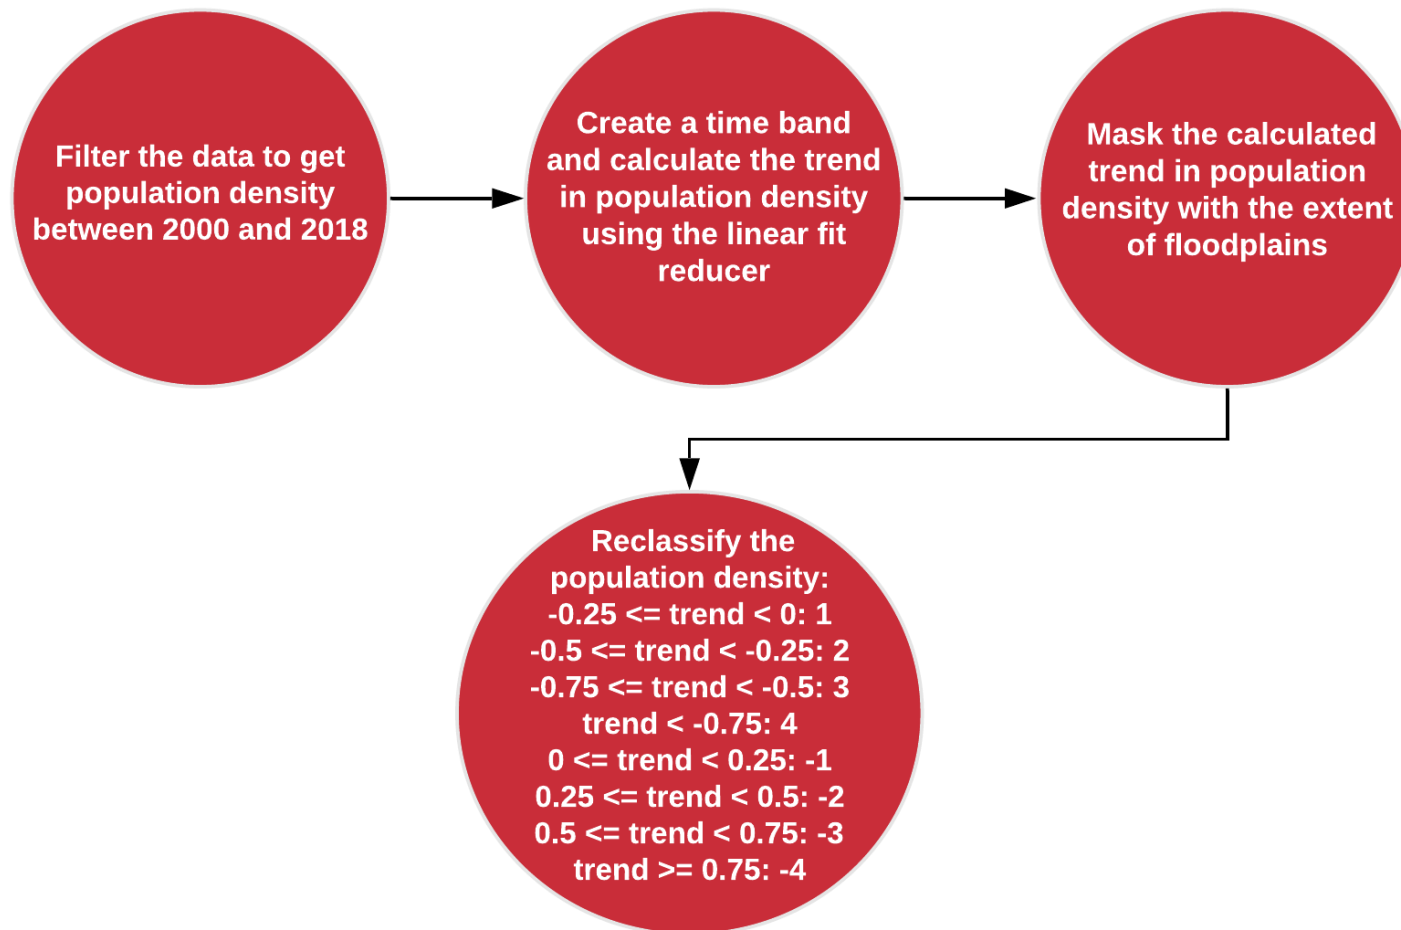 Filter the data to get
population density
between 2000 and 2018
Create a time band
and calculate the trend
in population density
using the linear fit
reducer
Mask the calculated
trend in population
density with the extent
of floodplains
Reclassify the
population density:
-0.25 <= trend < 0: 1
-0.5 <= trend < -0.25: 2
-0.75 <= trend < -0.5: 3
trend < -0.75: 4
0 <= trend < 0.25: -1
0.25 <= trend < 0.5: -2
0.5 <= trend < 0.75: -3
trend >= 0.75: -4